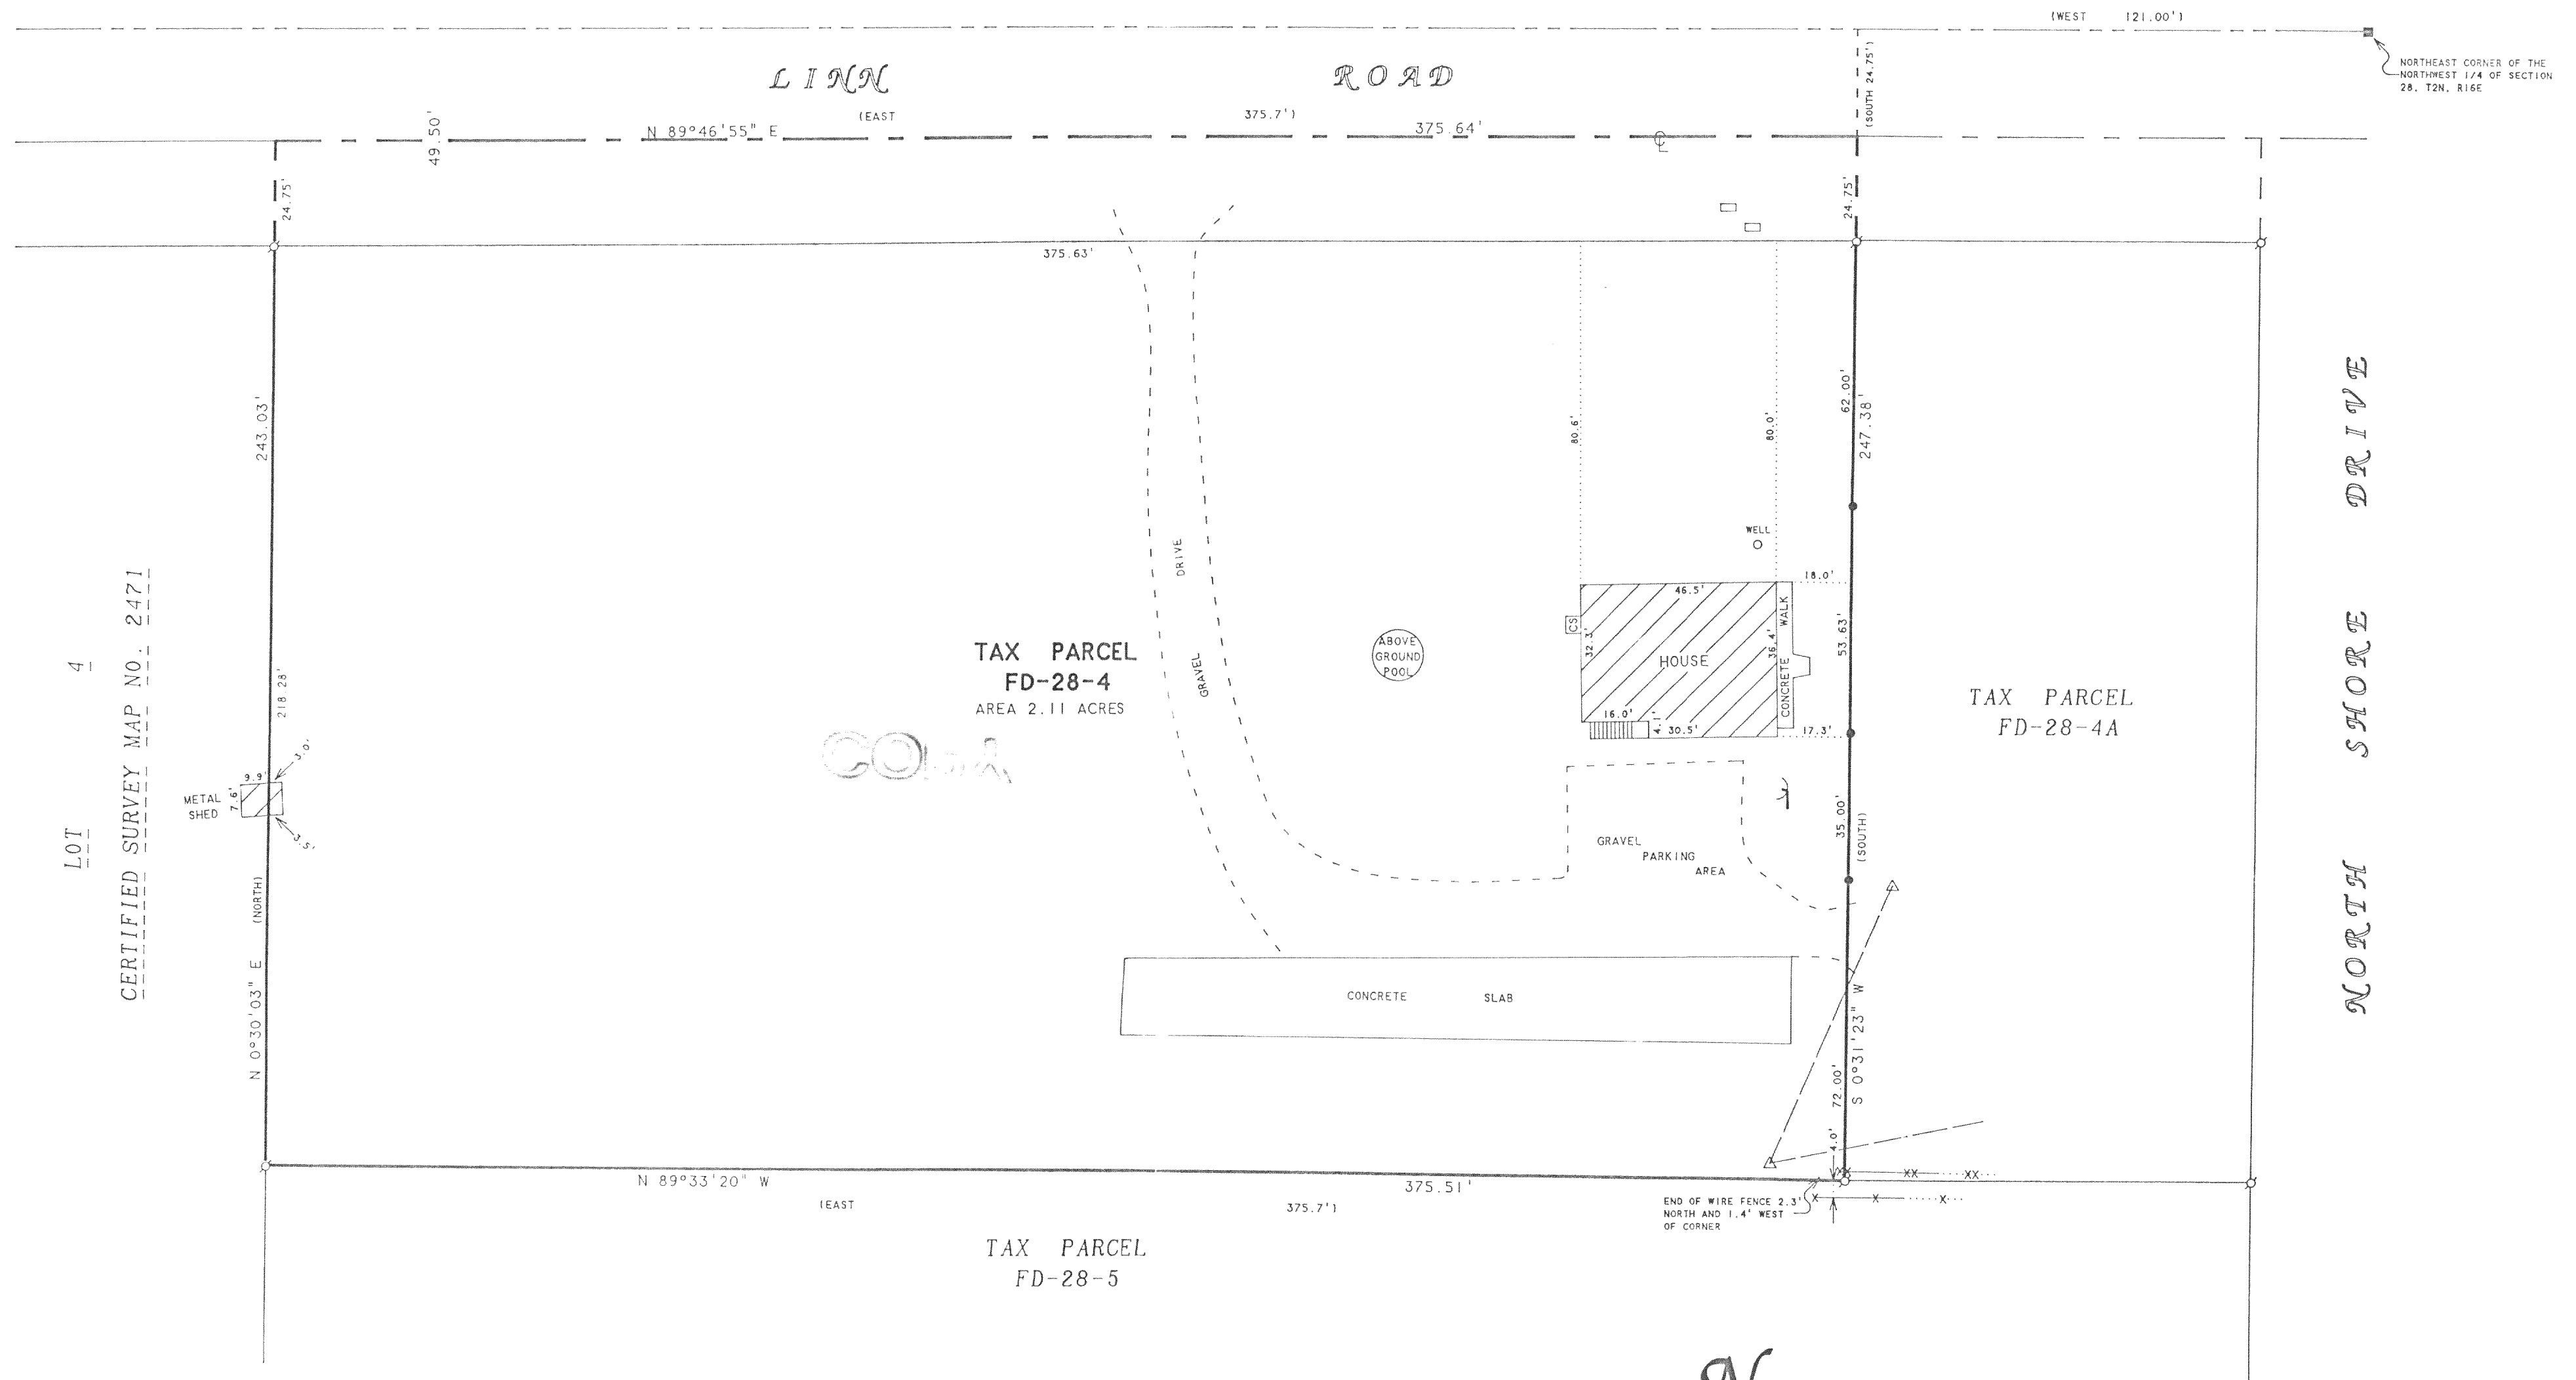 (WEST 121.00')
NORTHEAST CORNER OF THE
NORTHWEST 1/4 OF SECTION
28, T2N, R16E
LINN ROAD
(SOUTH 24.75')
(EAST 375.7')
N 89°46'55" E 375.64'
49.50'
24.75'
24.75'
375.63'
243.03'
62.00'
247.38'
80.6'
80.0'
NORTH SHORE DRIVE
WELL
18.0'
46.5'
CS
32.3'
36.4'
HOUSE
CONCRETE WALK
53.63'
16.0'
4.1'
30.5'
17.3'
GRAVEL DRIVE
ABOVE
GROUND
POOL
TAX PARCEL
FD-28-4
AREA 2.11 ACRES
TAX PARCEL
FD-28-4A
LOT 4
CERTIFIED SURVEY MAP NO. 2471
218.28'
3.0'
9.9'
7.6'
METAL
SHED
3.5'
(NORTH)
N 0°30'03" E
GRAVEL
PARKING
AREA
35.00'
(SOUTH)
CONCRETE SLAB
S 0°31'23" W
72.00'
4.0'
N 89°33'20" W 375.51'
(EAST 375.7')
END OF WIRE FENCE 2.3'
NORTH AND 1.4' WEST
OF CORNER
TAX PARCEL
FD-28-5
N